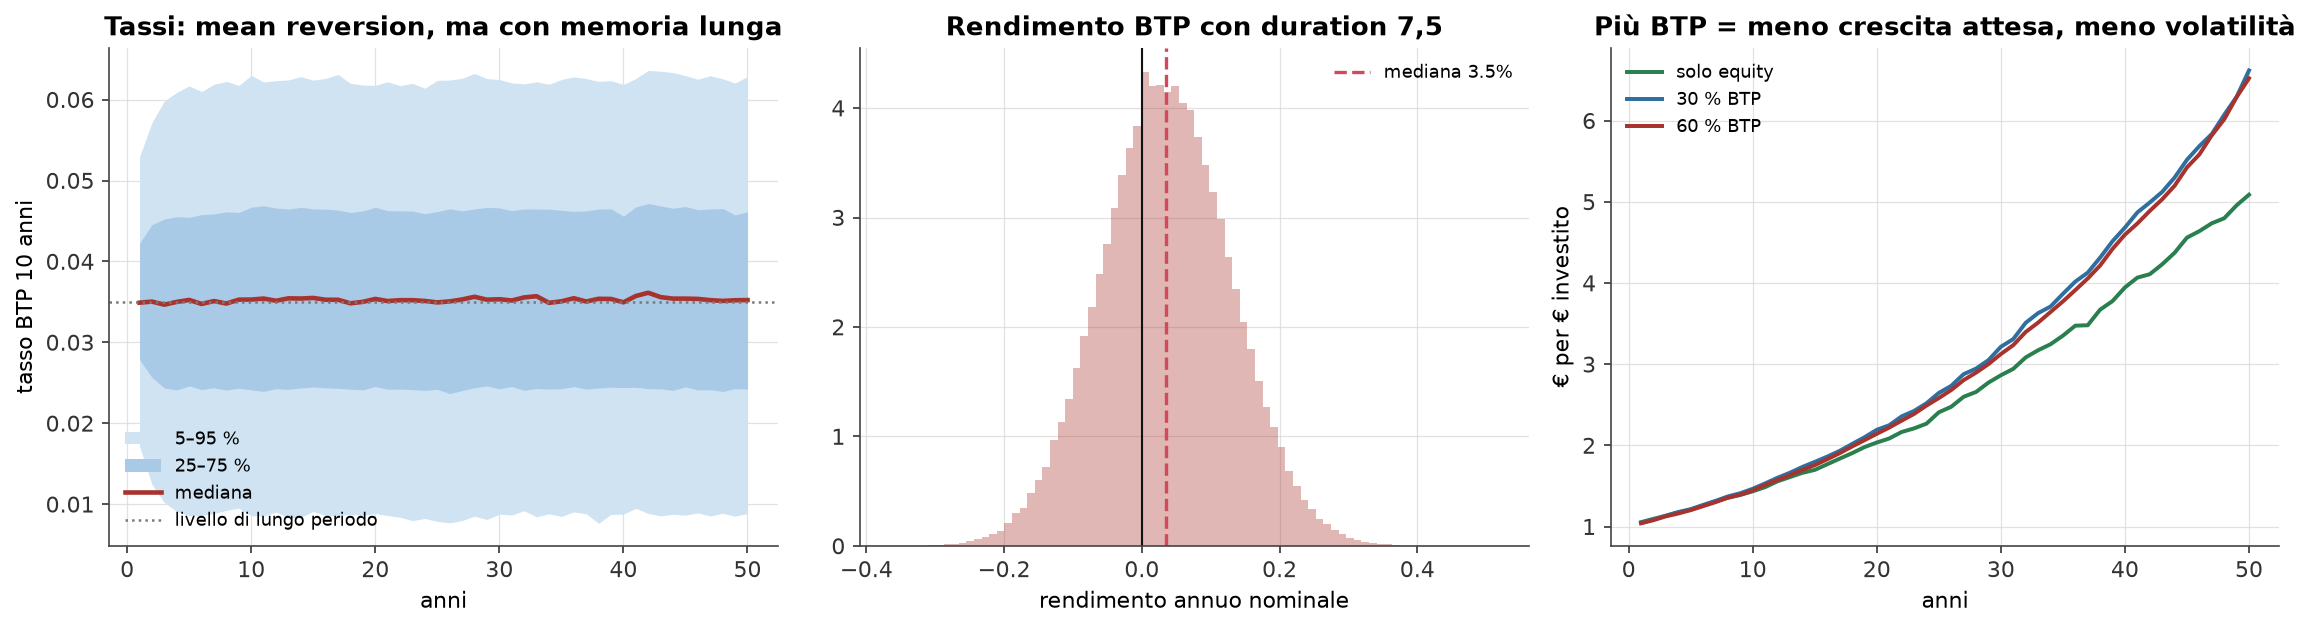 Tassi: mean reversion, ma con memoria lunga
tasso BTP 10 anni
0.06
0.05
0.04
0.03
0.02
0.01
5–95 %
25–75 %
mediana
livello di lungo periodo
0 10 20 30 40 50
anni
Rendimento BTP con duration 7,5
mediana 3.5%
4
3
2
1
0
−0.4 −0.2 0.0 0.2 0.4
rendimento annuo nominale
Più BTP = meno crescita attesa, meno volatilità
€ per € investito
solo equity
30 % BTP
60 % BTP
6
5
4
3
2
1
0 10 20 30 40 50
anni